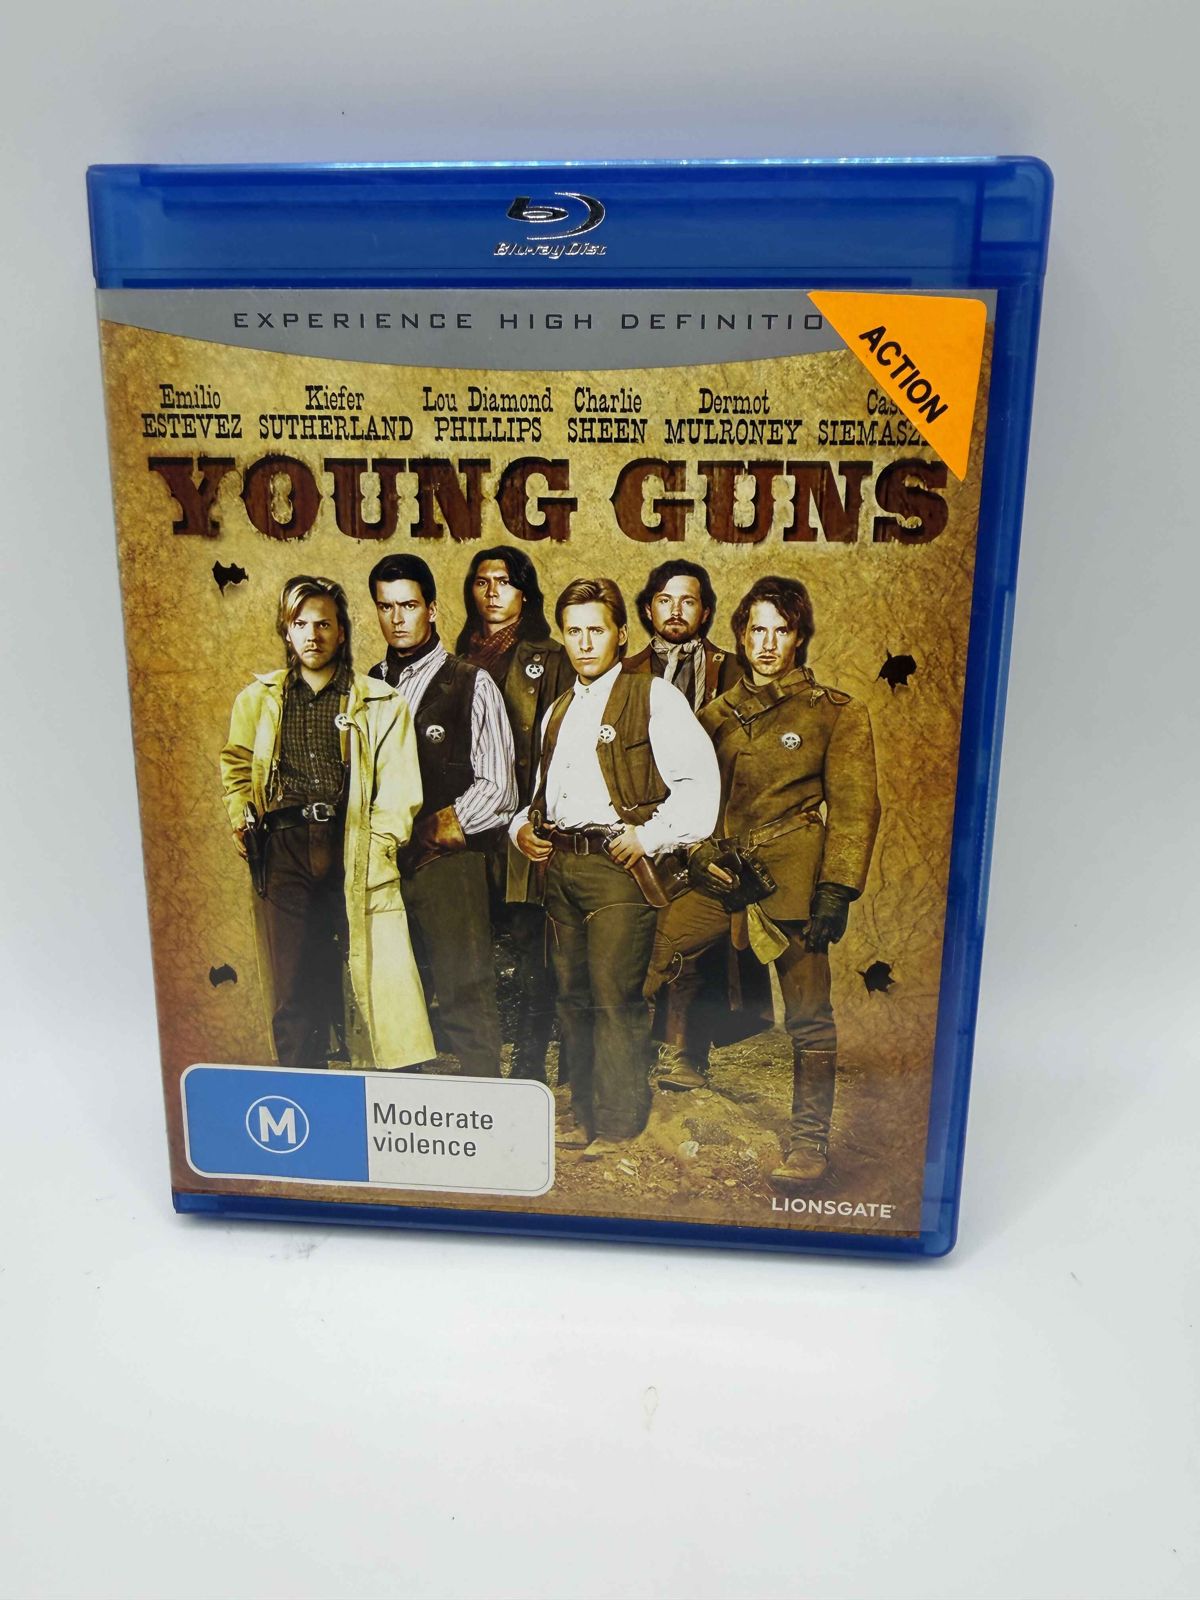 Blu-ray Disc
EXPERIENCE HIGH DEFINITIO
ACTION
Emilio ESTEVEZ
Kiefer SUTHERLAND
Lou Diamond PHILLIPS
Charlie SHEEN
Dermot MULRONEY
YOUNG GUNS
M
Moderate
violence
LIONSGATE